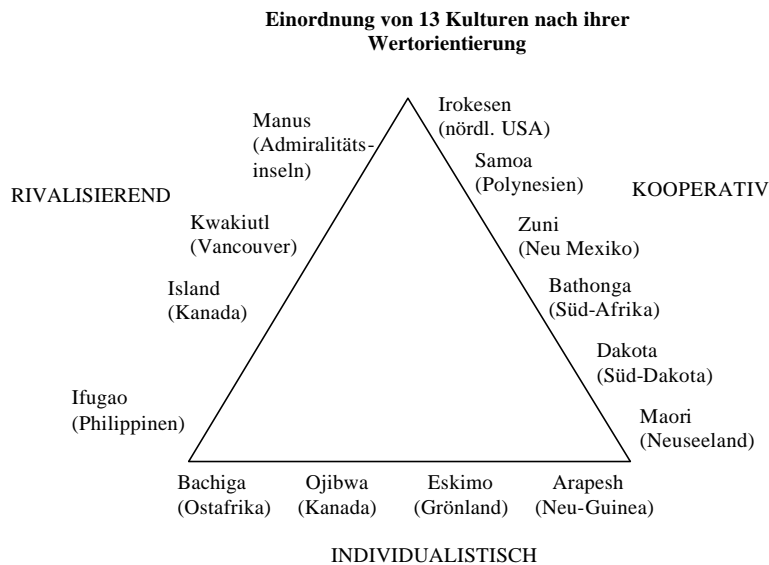 Einordnung von 13 Kulturen nach ihrer
Wertorientierung
Manus
(Admiralitäts-
inseln)
Irokesen
(nördl. USA)
Samoa
(Polynesien)
RIVALISIEREND
KOOPERATIV
Kwakiutl
(Vancouver)
Zuni
(Neu Mexiko)
Island
(Kanada)
Bathonga
(Süd-Afrika)
Dakota
(Süd-Dakota)
Ifugao
(Philippinen)
Maori
(Neuseeland)
Bachiga
(Ostafrika)
Ojibwa
(Kanada)
Eskimo
(Grönland)
Arapesh
(Neu-Guinea)
INDIVIDUALISTISCH